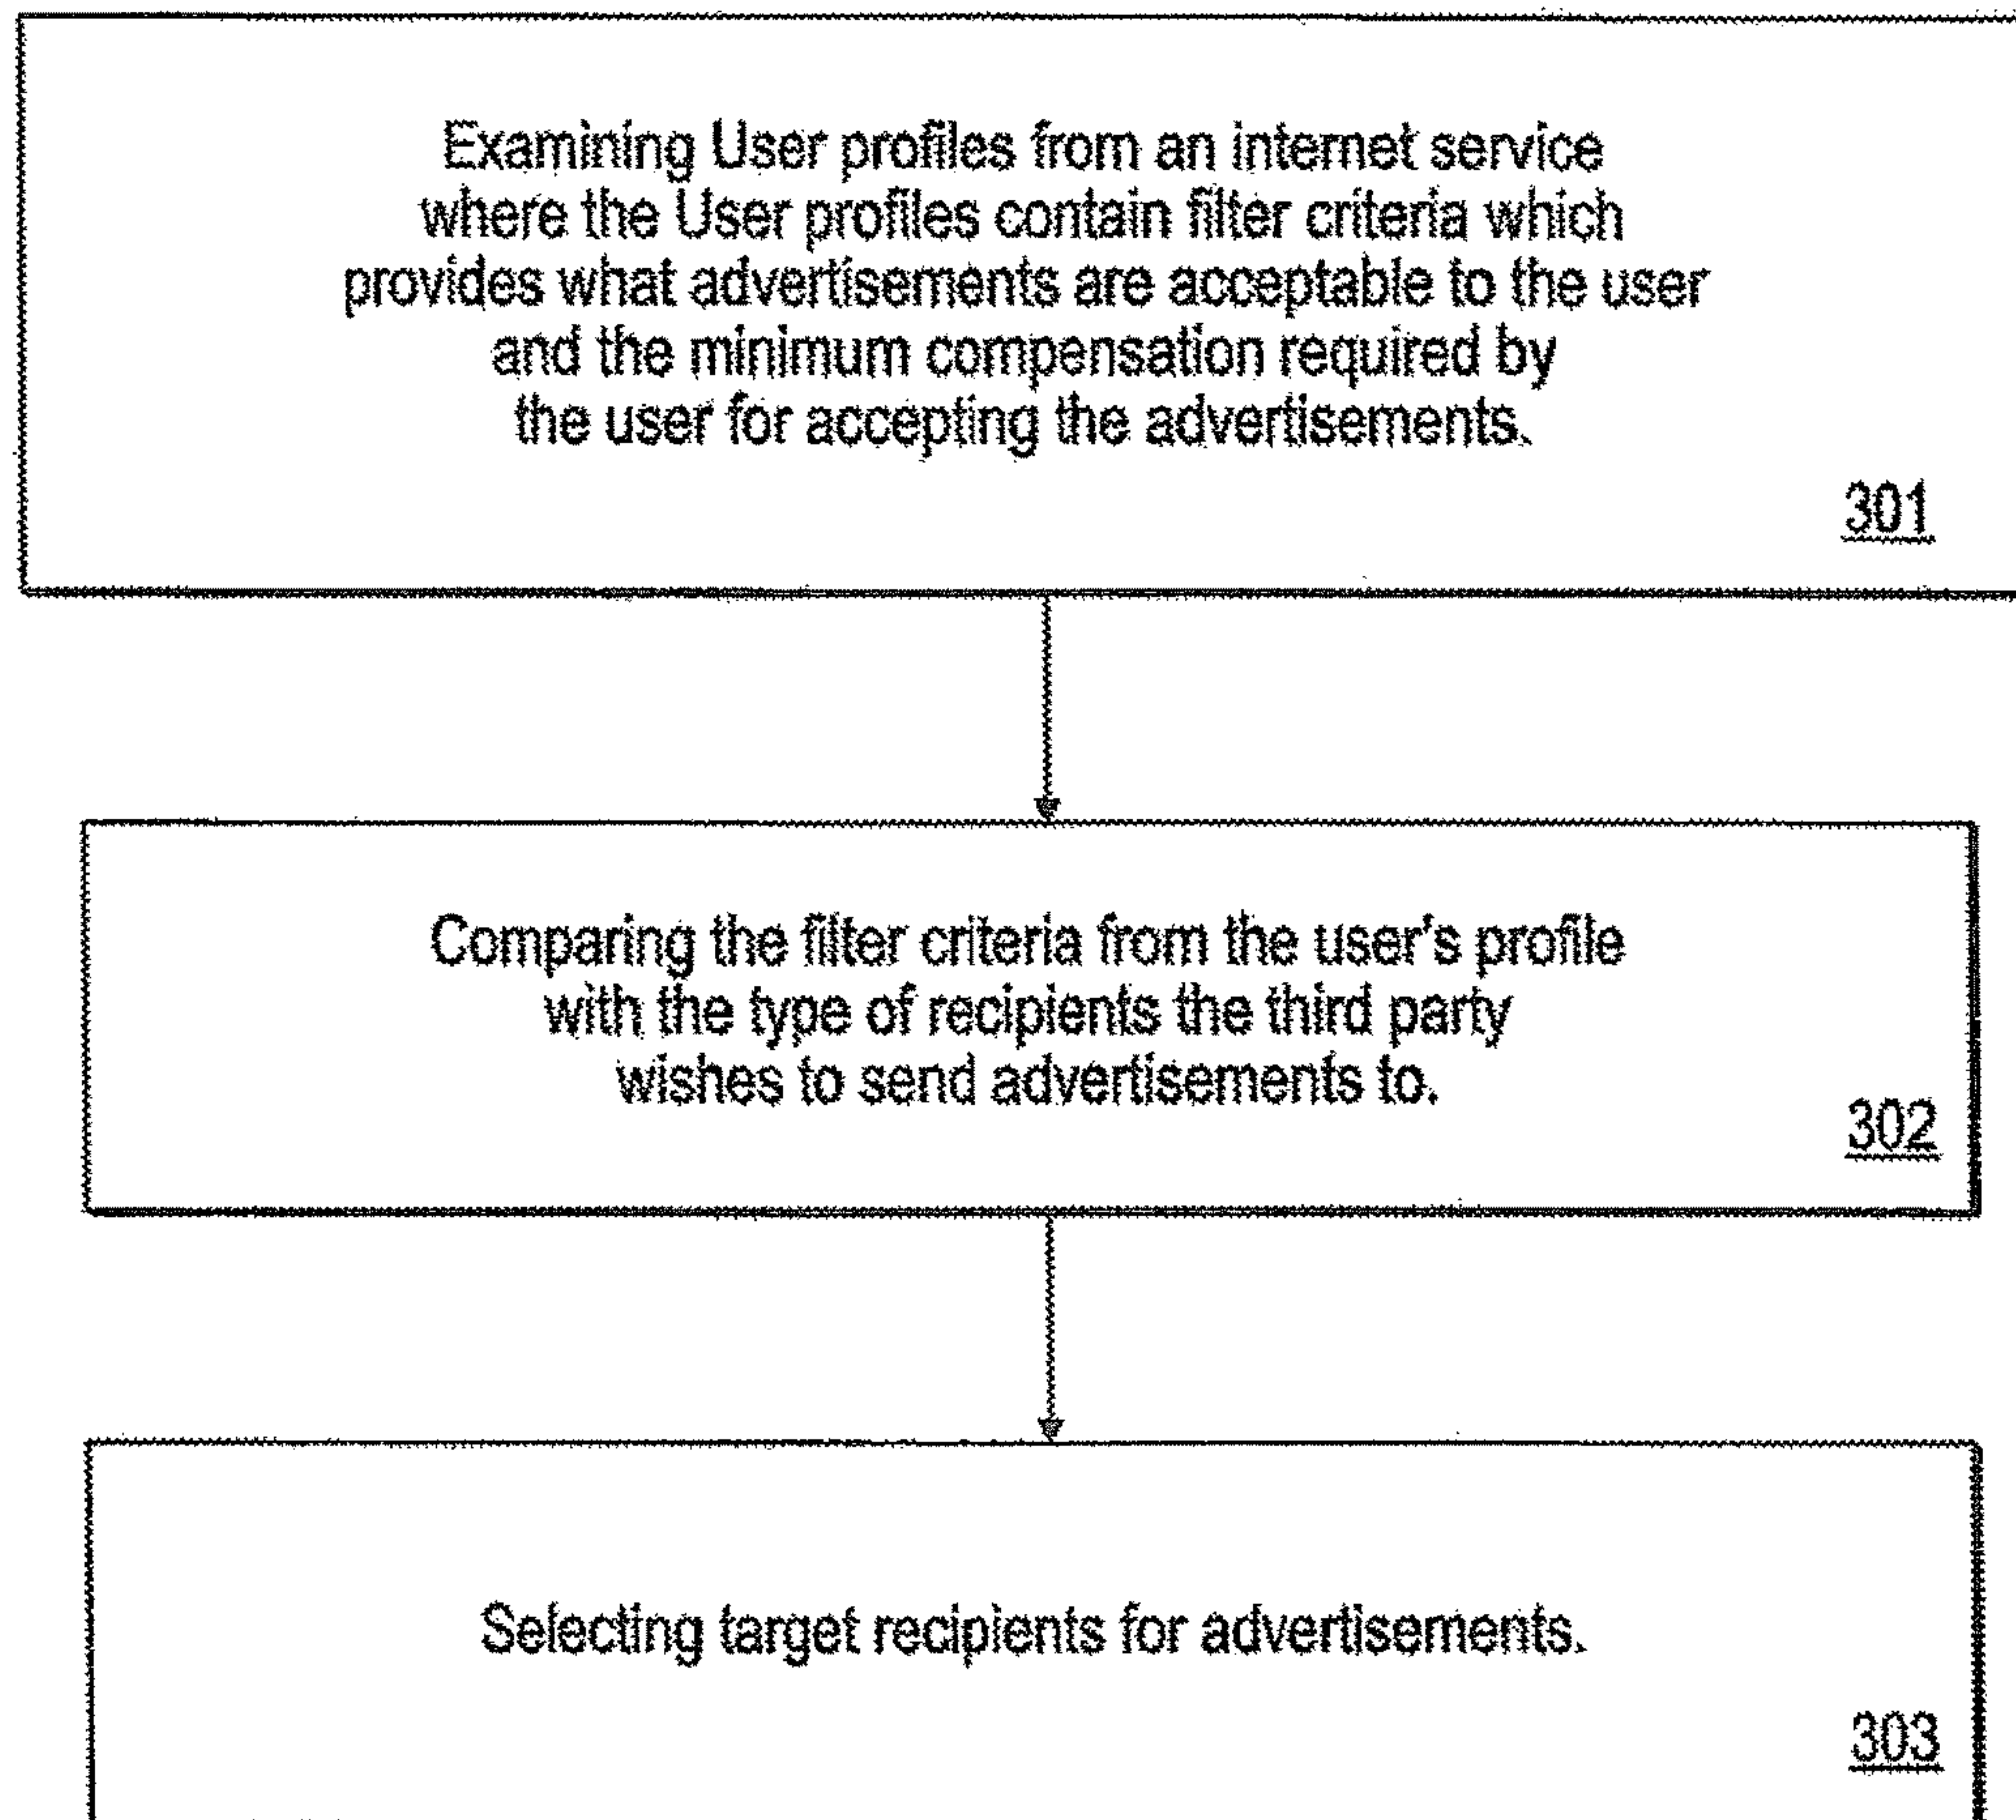 Examining User profiles from an internet service
where the User profiles contain filter criteria which
provides what advertisements are acceptable to the user
and the minimum compensation required by
the user for accepting the advertisements.
301
Comparing the filter criteria from the user's profile
with the type of recipients the third party
wishes to send advertisements to.
302
Selecting target recipients for advertisements.
303